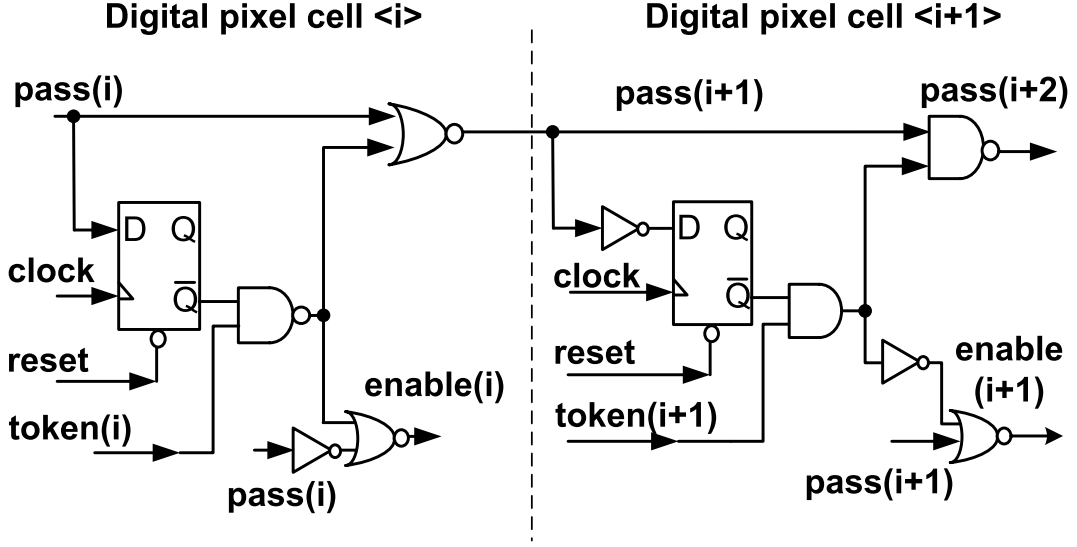 Digital pixel cell <i>
Digital pixel cell <i+1>
pass(i)
pass(i+1)
pass(i+2)
D Q
clock
Q̅
reset
token(i)
enable(i)
pass(i)
D Q
clock
Q̅
reset
token(i+1)
enable
(i+1)
pass(i+1)